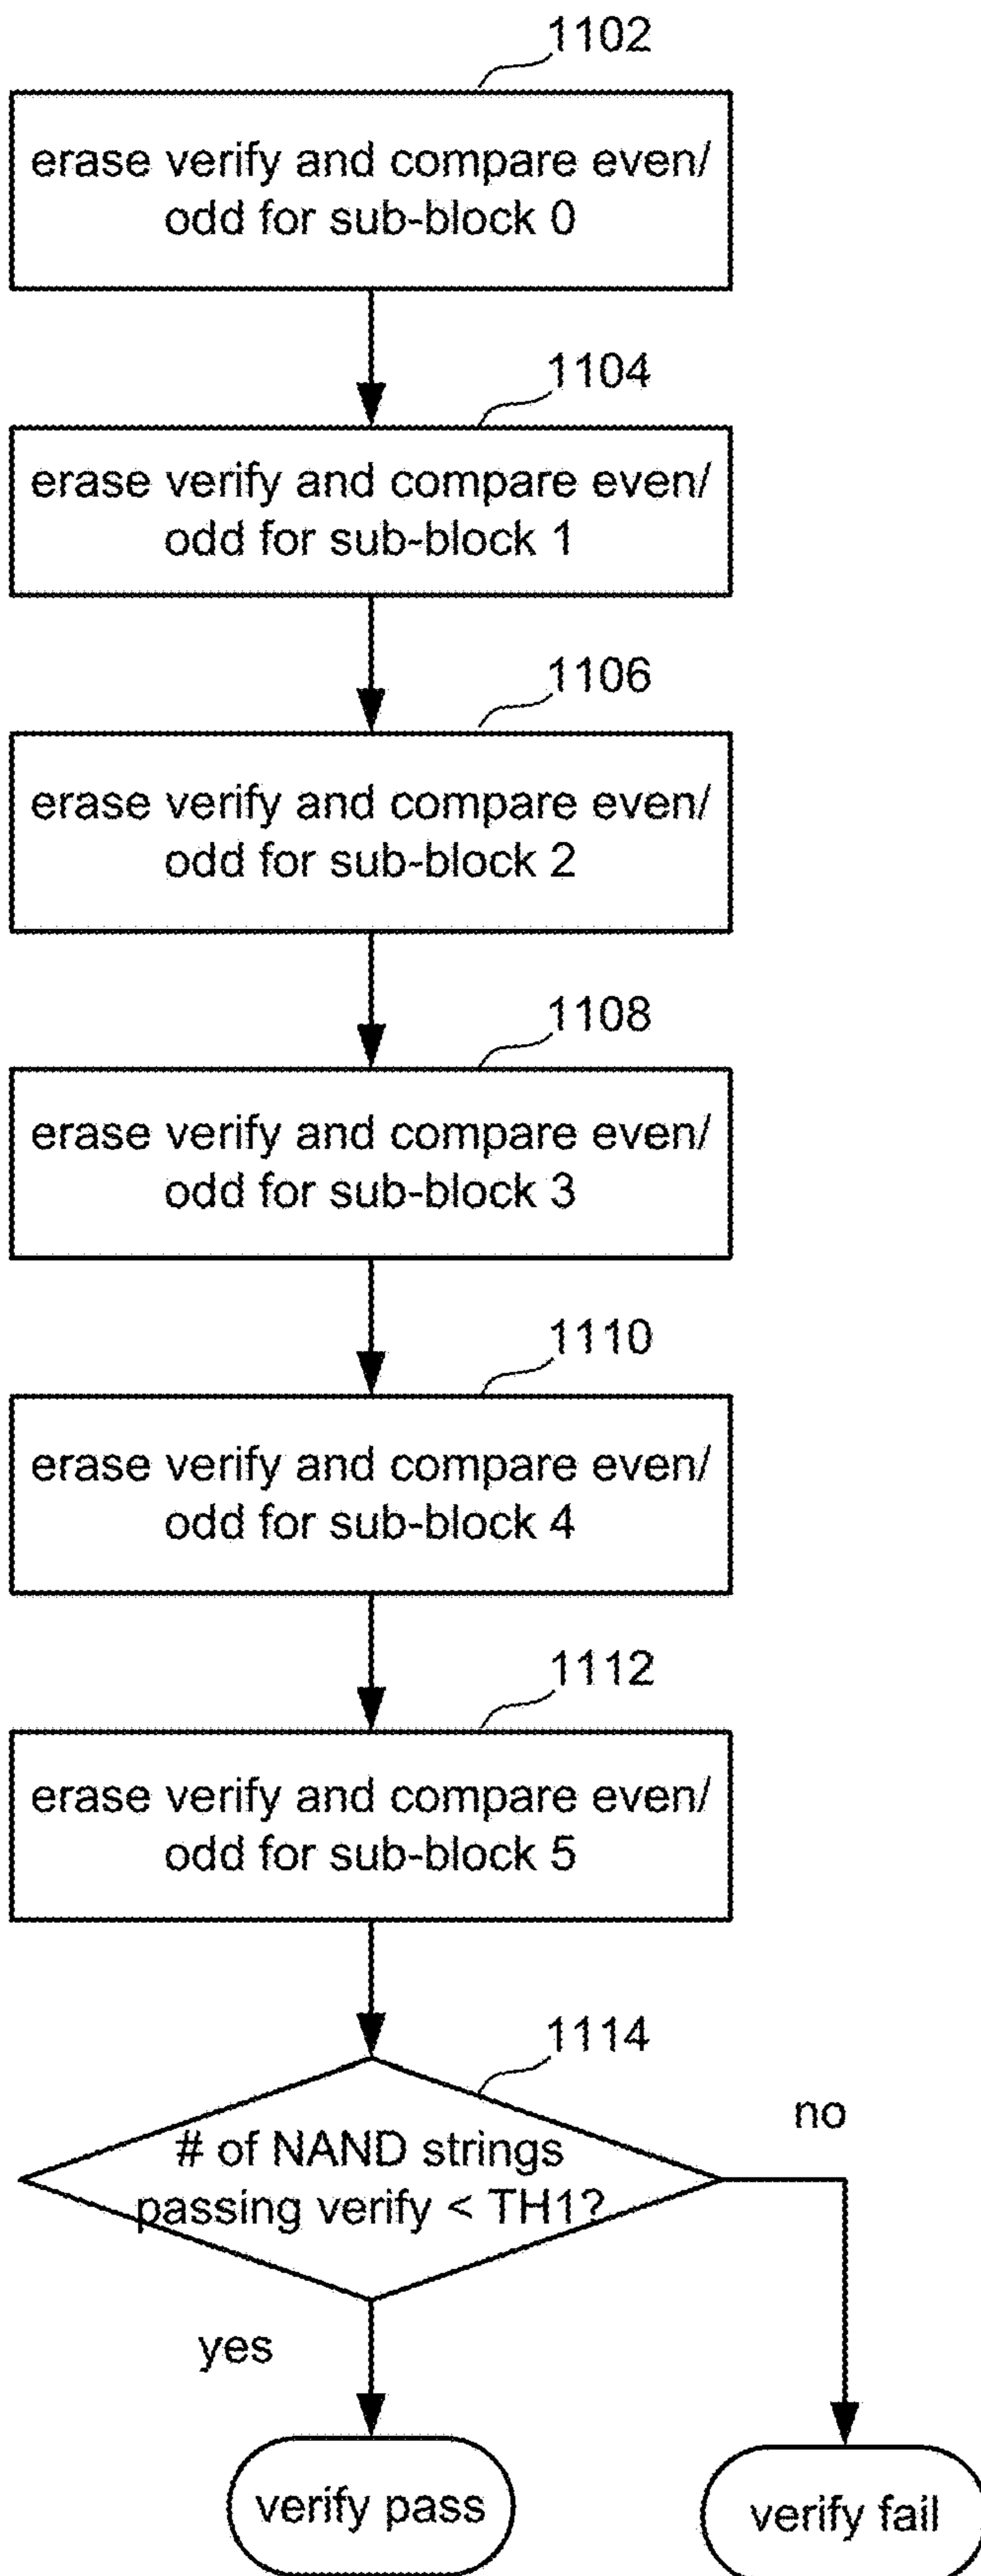 1102
erase verify and compare even/
odd for sub-block 0
1104
erase verify and compare even/
odd for sub-block 1
1106
erase verify and compare even/
odd for sub-block 2
1108
erase verify and compare even/
odd for sub-block 3
1110
erase verify and compare even/
odd for sub-block 4
1112
erase verify and compare even/
odd for sub-block 5
1114
no
# of NAND strings
passing verify < TH1?
yes
verify pass
verify fail